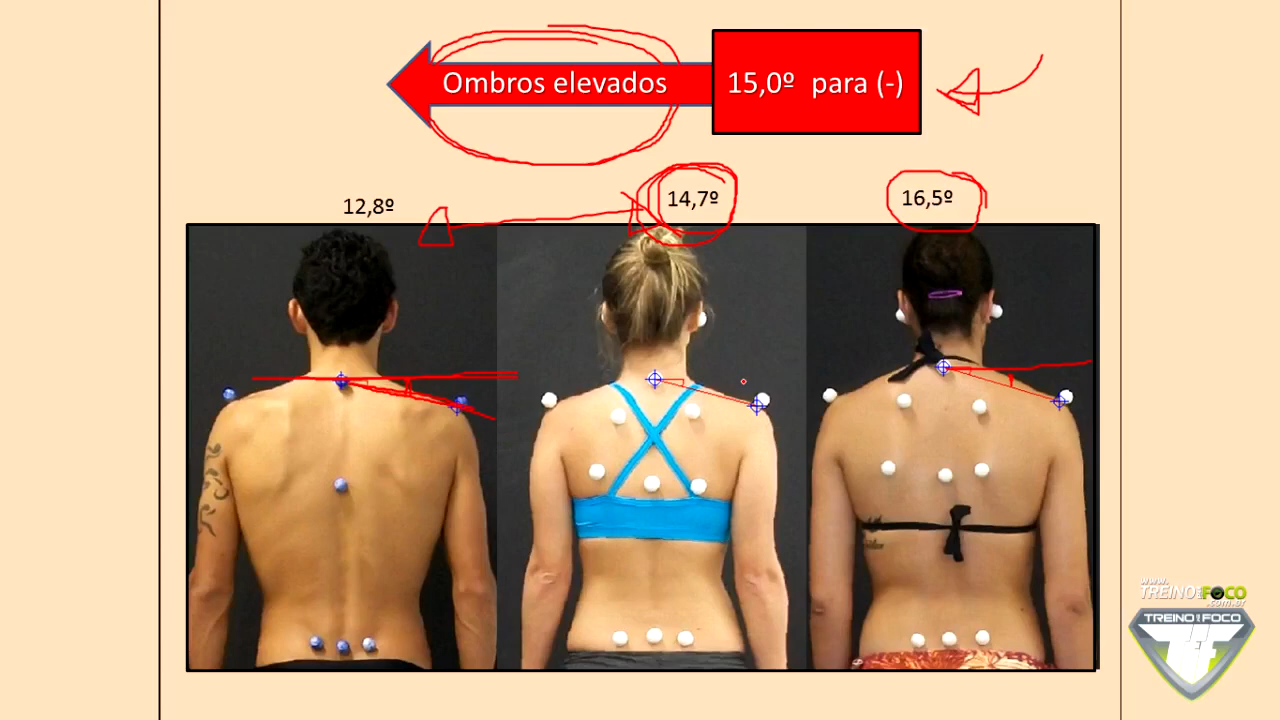 Ombros elevados
15,0º para (-)
12,8º
14,7º
16,5º
www.
TREINO EM FOCO
.com.br
TREINO EM FOCO